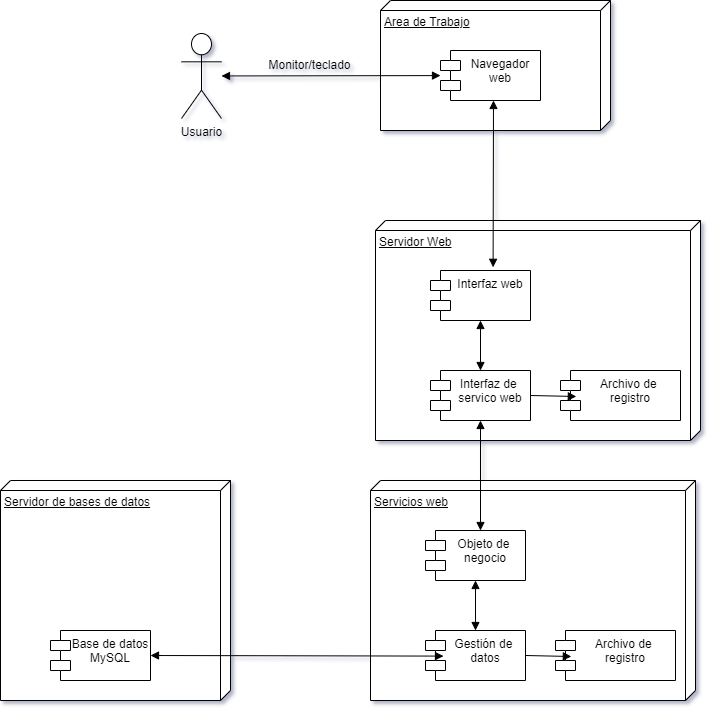 Area de Trabajo
Navegador
web
Monitor/teclado
Usuario
Servidor Web
Interfaz web
Interfaz de
servico web
Archivo de
registro
Servidor de bases de datos
Base de datos
MySQL
Servicios web
Objeto de
negocio
Gestión de
datos
Archivo de
registro